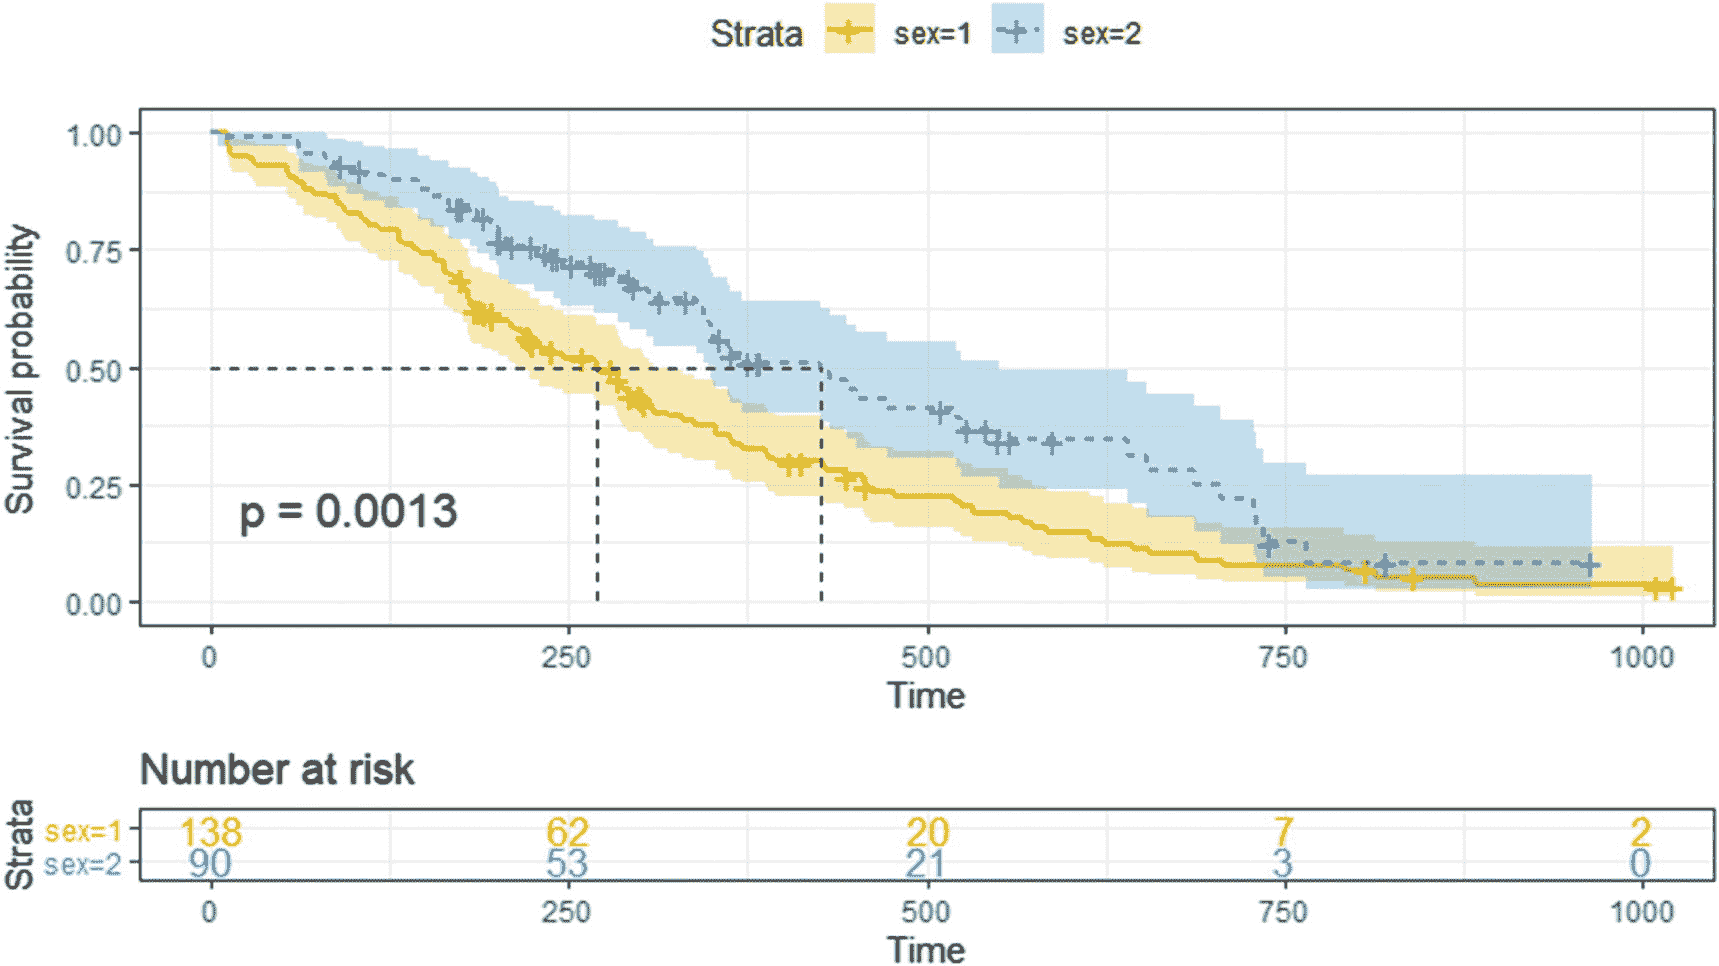 Strata sex=1 sex=2
Survival probability
1.00
0.75
0.50
0.25
0.00
p = 0.0013
0 250 500 750 1000
Time
Number at risk
Strata
sex=1 138 62 20 7 2
sex=2 90 53 21 3 0
0 250 500 750 1000
Time